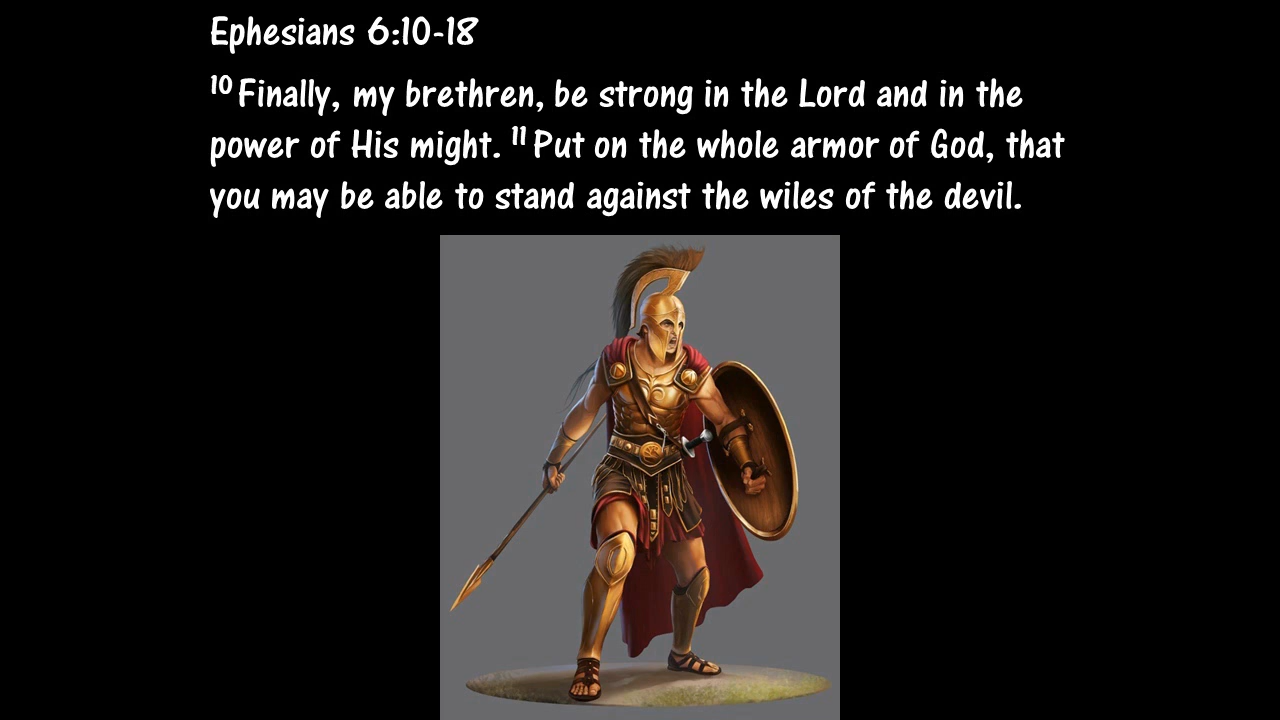 Ephesians 6:10-18
10 Finally, my brethren, be strong in the Lord and in the
power of His might. 11 Put on the whole armor of God, that
you may be able to stand against the wiles of the devil.